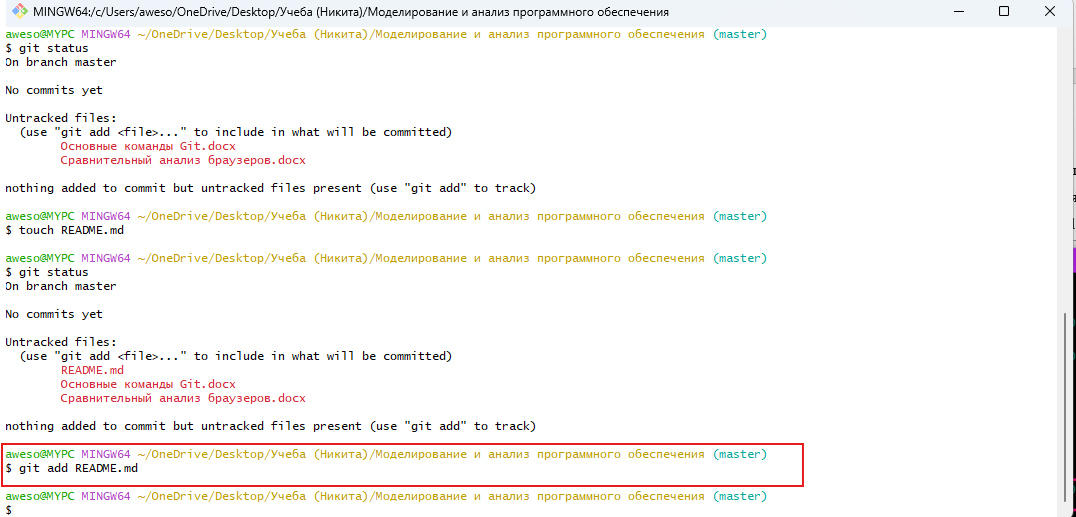 MINGW64:/c/Users/aweso/OneDrive/Desktop/Учеба (Никита)/Моделирование и анализ программного обеспечения
aweso@MYPC MINGW64 ~/OneDrive/Desktop/Учеба (Никита)/Моделирование и анализ программного обеспечения (master)
$ git status
On branch master
No commits yet
Untracked files:
(use "git add <file>..." to include in what will be committed)
Основные команды Git.docx
Сравнительный анализ браузеров.docx
nothing added to commit but untracked files present (use "git add" to track)
aweso@MYPC MINGW64 ~/OneDrive/Desktop/Учеба (Никита)/Моделирование и анализ программного обеспечения (master)
$ touch README.md
aweso@MYPC MINGW64 ~/OneDrive/Desktop/Учеба (Никита)/Моделирование и анализ программного обеспечения (master)
$ git status
On branch master
No commits yet
Untracked files:
(use "git add <file>..." to include in what will be committed)
README.md
Основные команды Git.docx
Сравнительный анализ браузеров.docx
nothing added to commit but untracked files present (use "git add" to track)
aweso@MYPC MINGW64 ~/OneDrive/Desktop/Учеба (Никита)/Моделирование и анализ программного обеспечения (master)
$ git add README.md
aweso@MYPC MINGW64 ~/OneDrive/Desktop/Учеба (Никита)/Моделирование и анализ программного обеспечения (master)
$